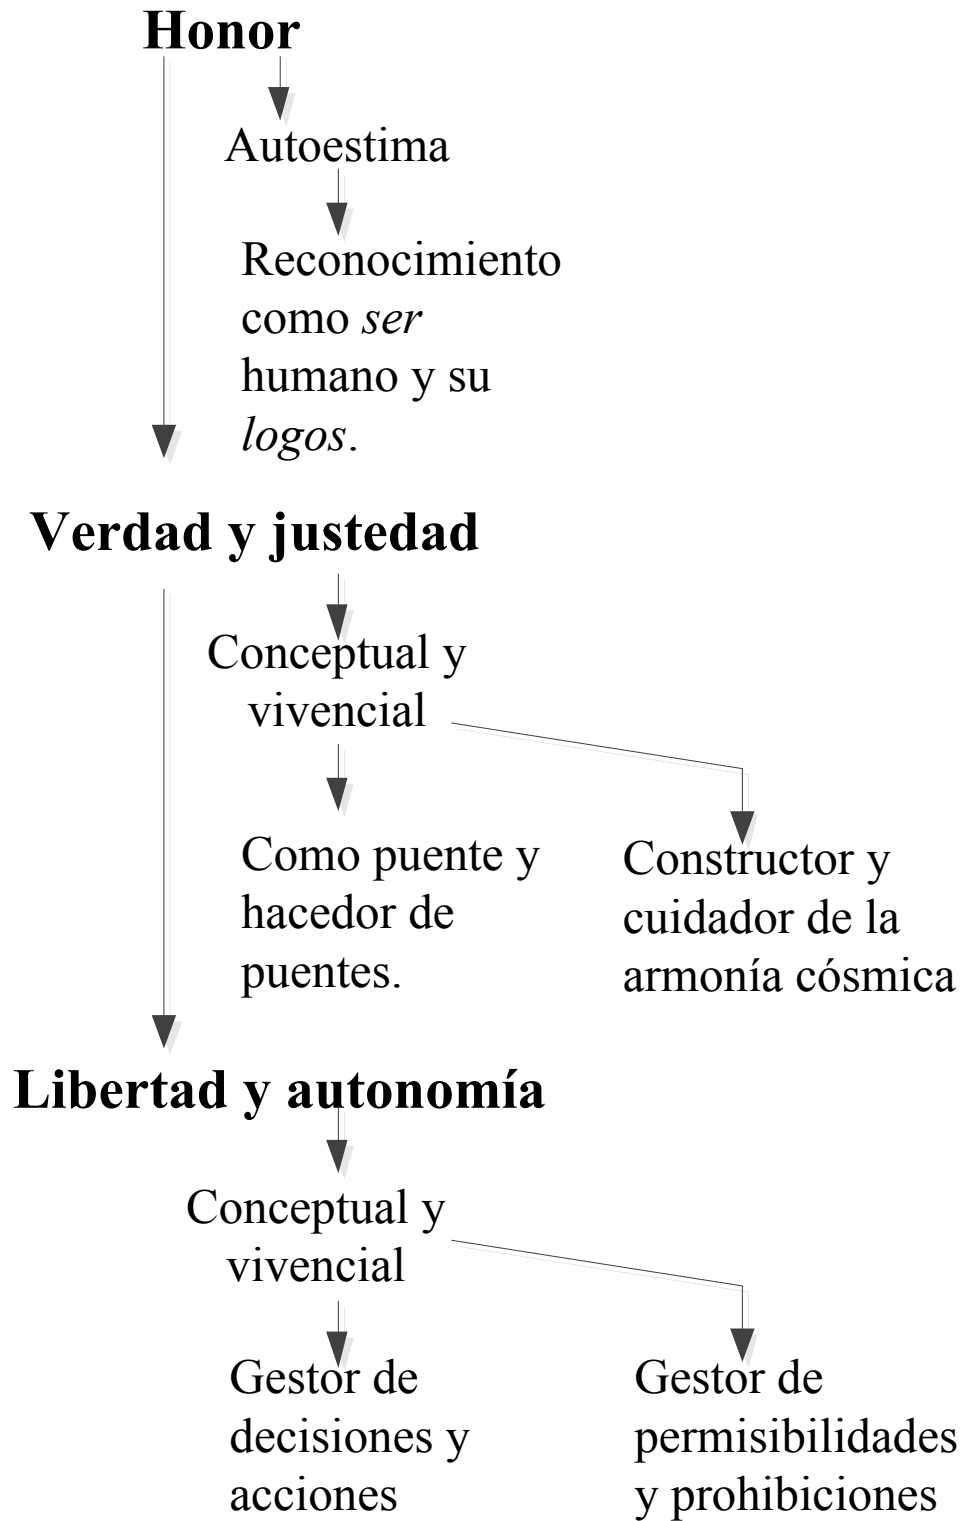 Honor
Autoestima
Reconocimiento
como ser
humano y su
logos.
Verdad y justedad
Conceptual y
vivencial
Como puente y
hacedor de
puentes.
Constructor y
cuidador de la
armonía cósmica
Libertad y autonomía
Conceptual y
vivencial
Gestor de
decisiones y
acciones
Gestor de
permisibilidades
y prohibiciones